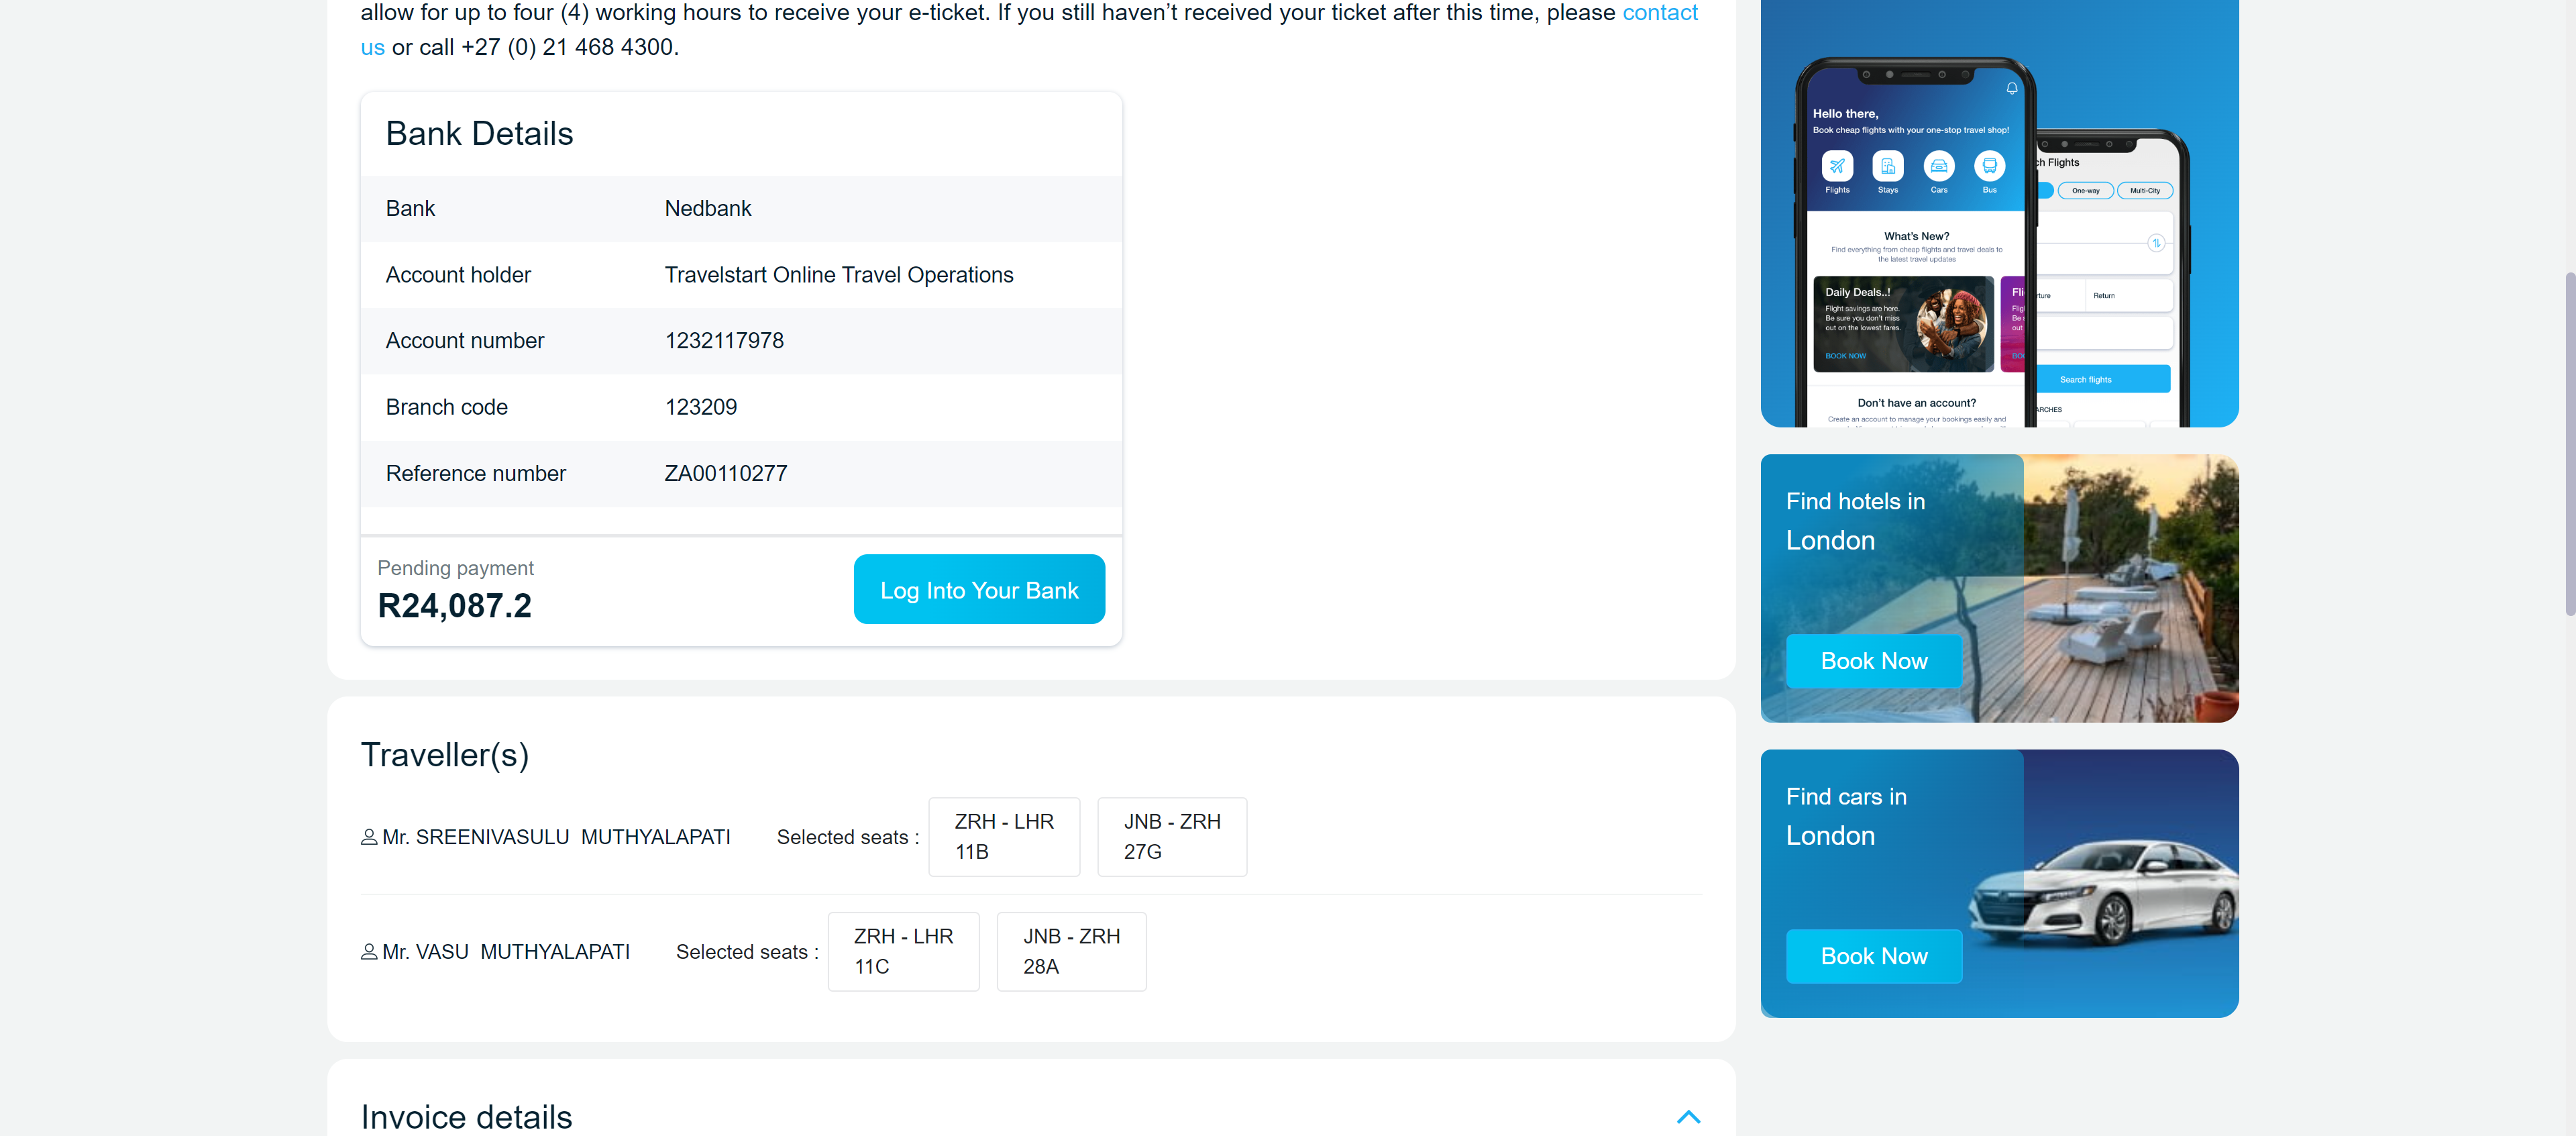 allow for up to four (4) working hours to receive your e-ticket. If you still haven’t received your ticket after this time, please contact
us or call +27 (0) 21 468 4300.
Bank Details
Bank Nedbank
Account holder Travelstart Online Travel Operations
Account number 1232117978
Branch code 123209
Reference number ZA00110277
Pending payment
R24,087.2
Log Into Your Bank
Traveller(s)
Mr. SREENIVASULU MUTHYALAPATI Selected seats :
ZRH - LHR
11B
JNB - ZRH
27G
Mr. VASU MUTHYALAPATI Selected seats :
ZRH - LHR
11C
JNB - ZRH
28A
Invoice details
Hello there,
Book cheap flights with your one-stop travel shop!
Flights Stays Cars Bus
What’s New?
Find everything from cheap flights and travel deals to
the latest travel updates
Daily Deals..!
Flight savings are here.
Be sure you don’t miss
out on the lowest fares.
BOOK NOW
Don’t have an account?
Create an account to manage your bookings easily and
Flights
One-way Multi-City
Return
Search flights
Find hotels in
London
Book Now
Find cars in
London
Book Now